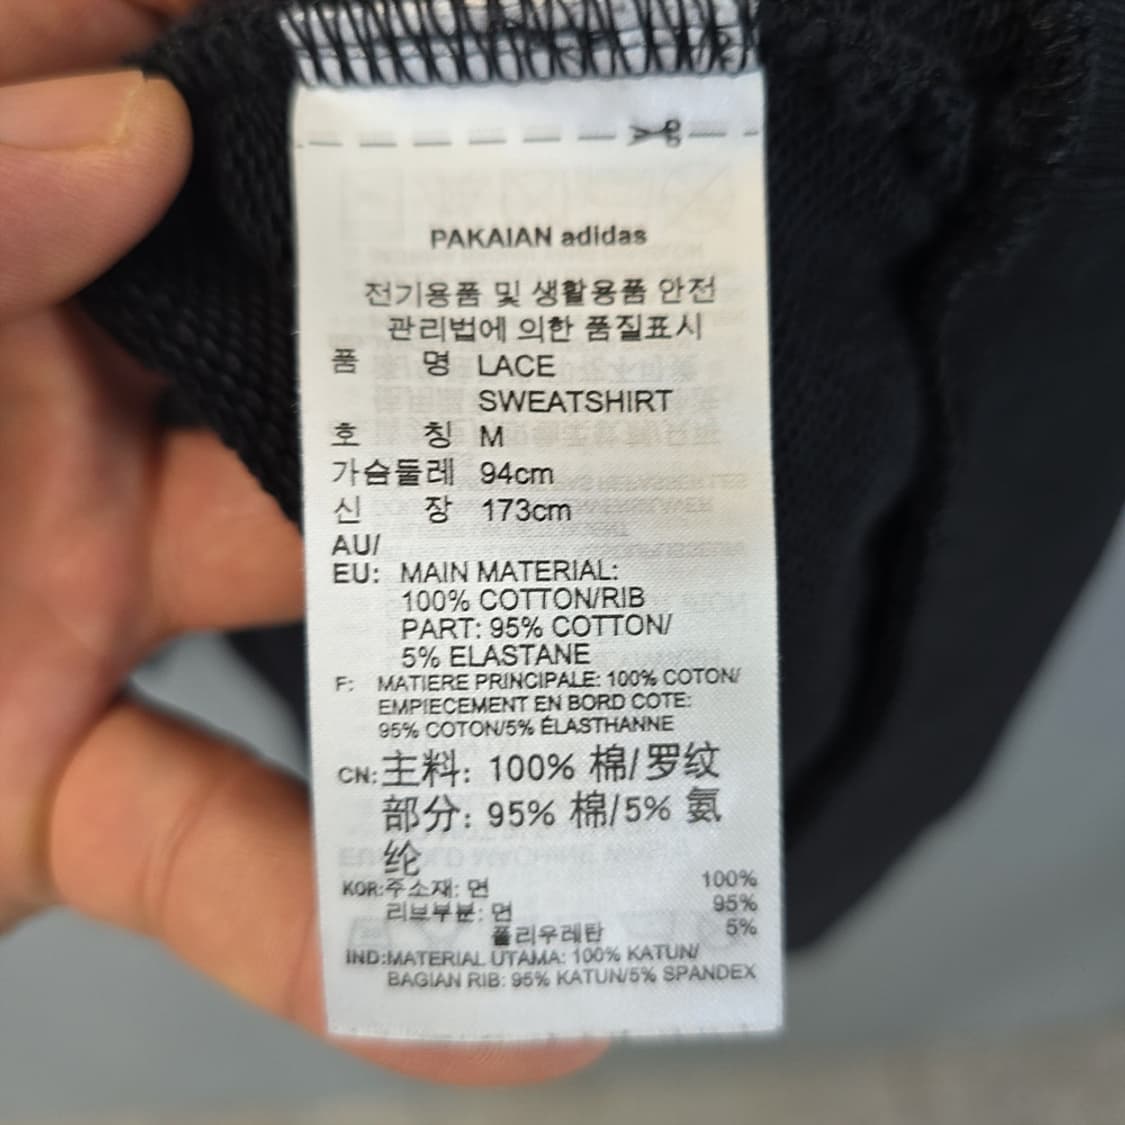 PAKAIAN adidas
전기용품 및 생활용품 안전
관리법에 의한 품질표시
품 명 LACE
SWEATSHIRT
호 칭 M
가슴둘레 94cm
신 장 173cm
AU/
EU: MAIN MATERIAL:
100% COTTON/RIB
PART: 95% COTTON/
5% ELASTANE
F: MATIERE PRINCIPALE: 100% COTON/
EMPIECEMENT EN BORD COTE:
95% COTON/5% ÉLASTHANNE
CN: 主料: 100% 棉/罗纹
部分: 95% 棉/5% 氨
纶
KOR:주소재: 면 100%
리브부분: 면 95%
폴리우레탄 5%
IND:MATERIAL UTAMA: 100% KATUN/
BAGIAN RIB: 95% KATUN/5% SPANDEX